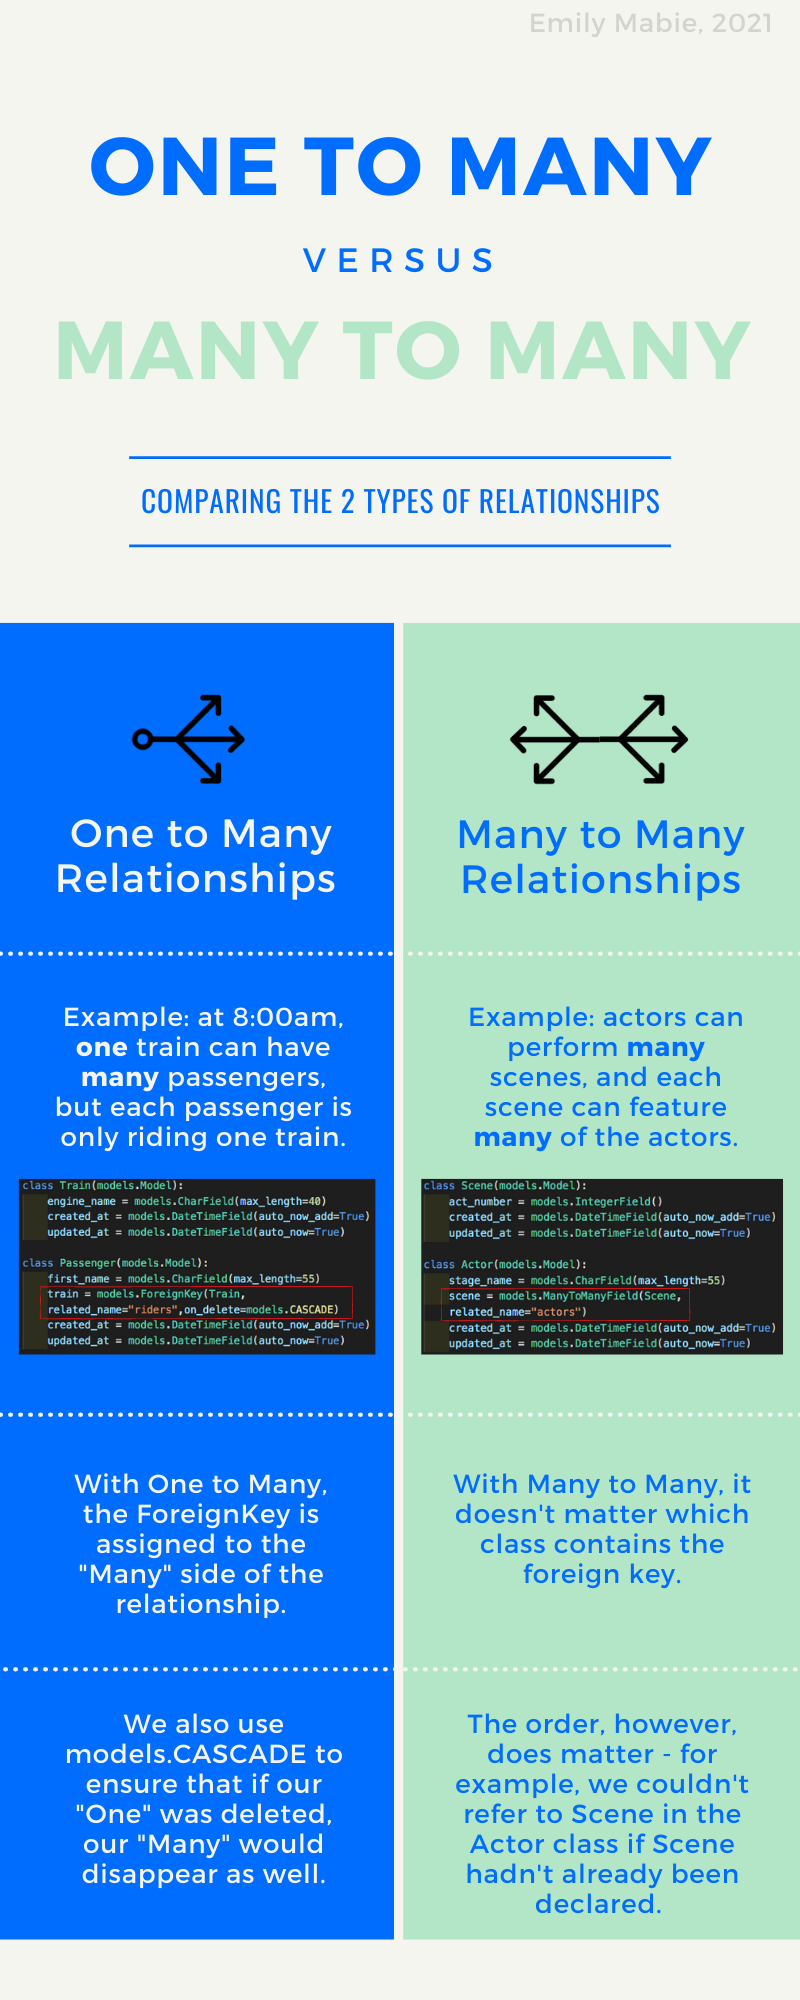 Emily Mabie, 2021
ONE TO MANY
VERSUS
MANY TO MANY
COMPARING THE 2 TYPES OF RELATIONSHIPS
One to Many
Relationships
Example: at 8:00am,
one train can have
many passengers,
but each passenger is
only riding one train.
class Train(models.Model):
    engine_name = models.CharField(max_length=40)
    created_at = models.DateTimeField(auto_now_add=True)
    updated_at = models.DateTimeField(auto_now=True)
class Passenger(models.Model):
    first_name = models.CharField(max_length=55)
    train = models.ForeignKey(Train,
    related_name="riders",on_delete=models.CASCADE)
    created_at = models.DateTimeField(auto_now_add=True)
    updated_at = models.DateTimeField(auto_now=True)
With One to Many,
the ForeignKey is
assigned to the
"Many" side of the
relationship.
We also use
models.CASCADE to
ensure that if our
"One" was deleted,
our "Many" would
disappear as well.
Many to Many
Relationships
Example: actors can
perform many
scenes, and each
scene can feature
many of the actors.
class Scene(models.Model):
    act_number = models.IntegerField()
    created_at = models.DateTimeField(auto_now_add=True)
    updated_at = models.DateTimeField(auto_now=True)
class Actor(models.Model):
    stage_name = models.CharField(max_length=55)
    scene = models.ManyToManyField(Scene,
    related_name="actors")
    created_at = models.DateTimeField(auto_now_add=True)
    updated_at = models.DateTimeField(auto_now=True)
With Many to Many, it
doesn't matter which
class contains the
foreign key.
The order, however,
does matter - for
example, we couldn't
refer to Scene in the
Actor class if Scene
hadn't already been
declared.